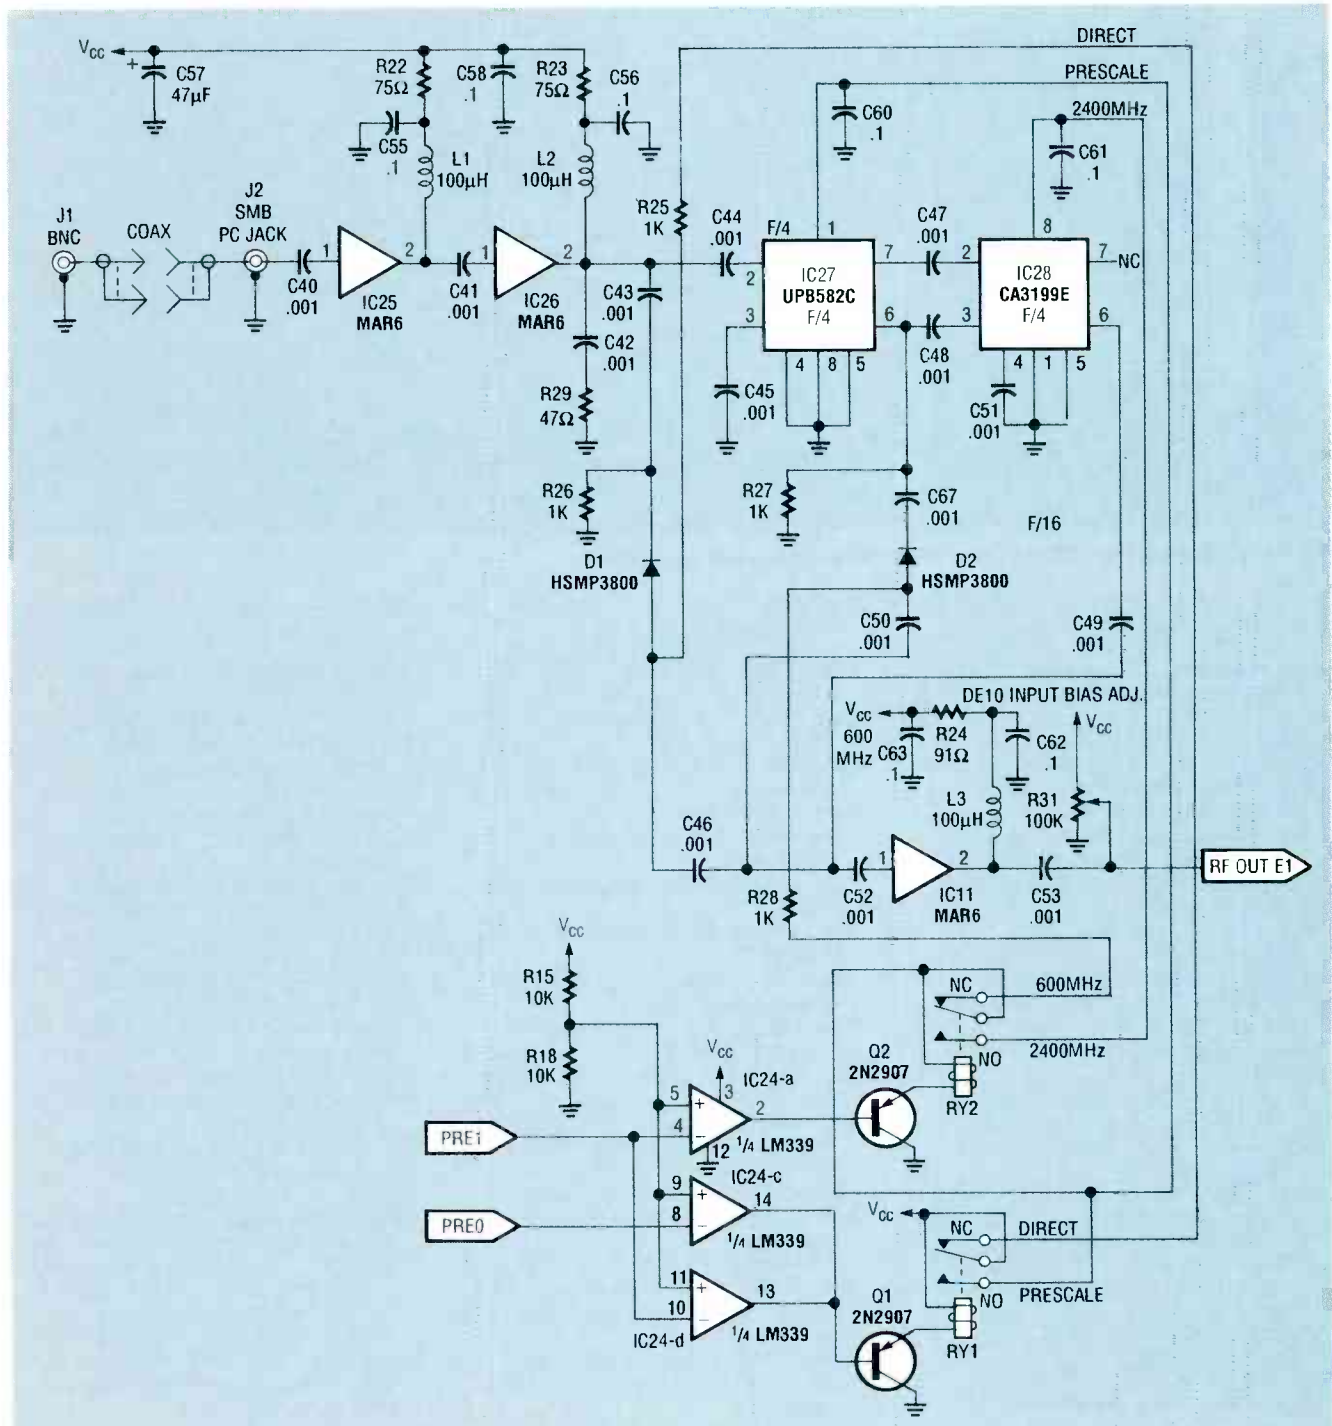 DIRECT
VCC
PRESCALE
+
C57
47µF
R22
75Ω
C58
.1
R23
75Ω
C56
.1
C60
.1
2400MHz
C61
.1
C55
.1
L1
100µH
L2
100µH
J1
BNC
COAX
J2
SMB
PC JACK
R25
1K
C44
.001
C47
.001
C40
.001
1
2
IC25
MAR6
C41
.001
1
2
IC26
MAR6
C43
.001
F/4
1
2
3
7
6
4
8
5
IC27
UPB582C
F/4
8
2
3
7
NC
6
4
1
5
IC28
CA3199E
F/4
C42
.001
C48
.001
R29
47Ω
C45
.001
C51
.001
R26
1K
R27
1K
C67
.001
F/16
D1
HSMP3800
D2
HSMP3800
C50
.001
C49
.001
DE10 INPUT BIAS ADJ.
VCC
600
MHz
C63
.1
R24
91Ω
C62
.1
VCC
L3
100µH
R31
100K
C46
.001
C52
.001
1
2
IC11
MAR6
C53
.001
RF OUT E1
R28
1K
VCC
R15
10K
R18
10K
NC
600MHz
NO
2400MHz
RY2
Q2
2N2907
VCC
3
IC24-a
5
+
4
−
2
12
1/4 LM339
PRE1
IC24-c
9
+
8
−
14
1/4 LM339
PRE0
VCC
NC
DIRECT
NO
PRESCALE
RY1
11
+
10
−
13
IC24-d
1/4 LM339
Q1
2N2907